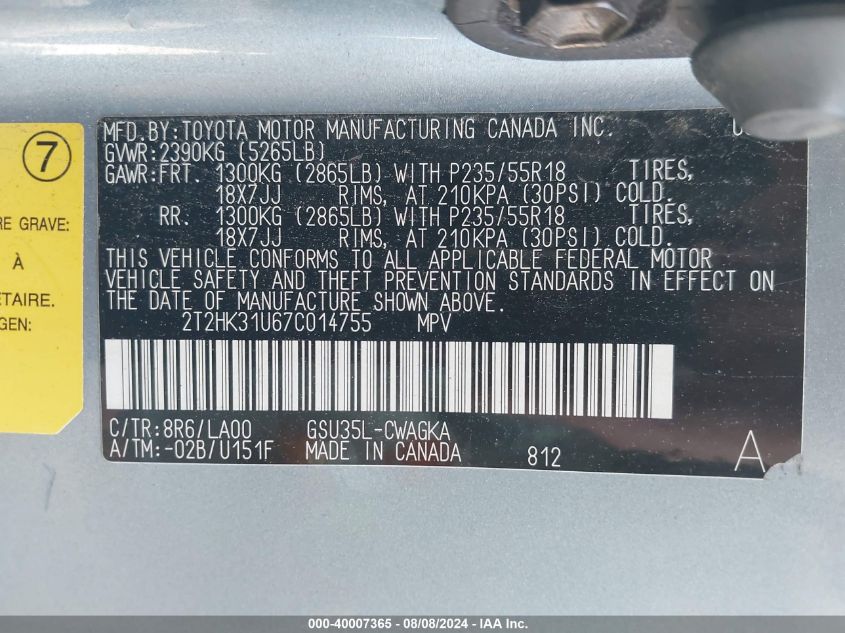 MFD.BY:TOYOTA MOTOR MANUFACTURING CANADA INC.
GVWR:2390KG (5265LB)
GAWR:FRT. 1300KG (2865LB) WITH P235/55R18 TIRES,
18X7JJ RIMS, AT 210KPA (30PSI) COLD.
RR. 1300KG (2865LB) WITH P235/55R18 TIRES,
18X7JJ RIMS, AT 210KPA (30PSI) COLD.
THIS VEHICLE CONFORMS TO ALL APPLICABLE FEDERAL MOTOR
VEHICLE SAFETY AND THEFT PREVENTION STANDARDS IN EFFECT ON
THE DATE OF MANUFACTURE SHOWN ABOVE.
2T2HK31U67C014755 MPV
C/TR:8R6/LA00 GSU35L-CWAGKA
A/TM:-02B/U151F MADE IN CANADA 812 A
7
RE GRAVE:
À
ÉTAIRE.
GEN:
000-40007365 - 08/08/2024 - IAA Inc.